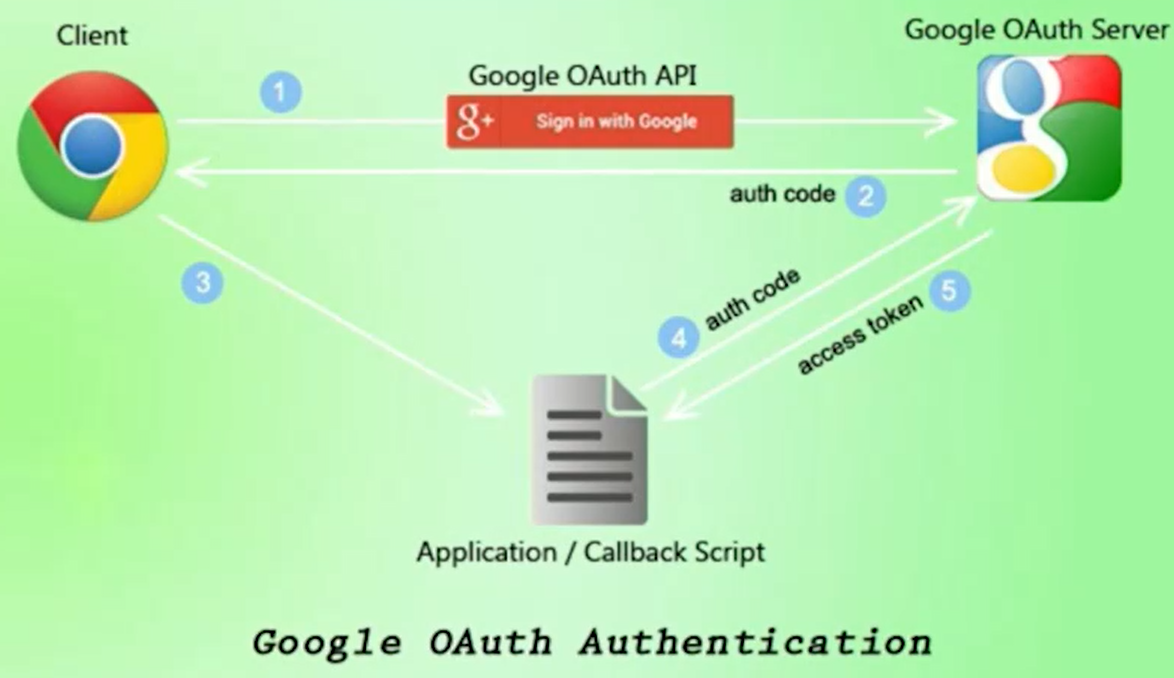 Client
Google OAuth Server
Google OAuth API
1
g+ Sign in with Google
auth code 2
3
4 auth code
access token 5
Application / Callback Script
Google OAuth Authentication